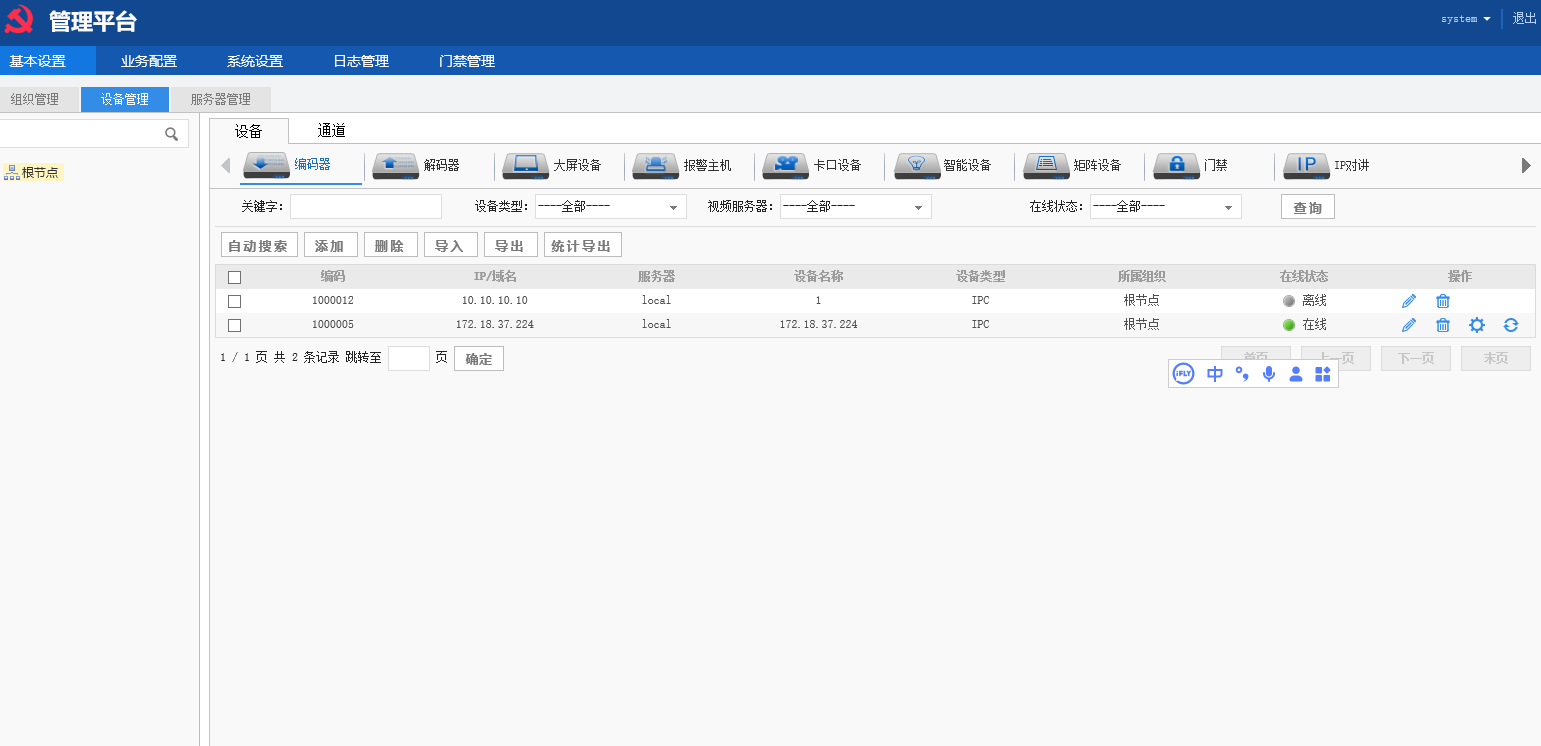 管理平台 system 退出
基本设置 业务配置 系统设置 日志管理 门禁管理
组织管理 设备管理 服务器管理
根节点
设备 通道
编码器 解码器 大屏设备 报警主机 卡口设备 智能设备 矩阵设备 门禁 IP IP对讲
关键字: 设备类型: ----全部---- 视频服务器: ----全部---- 在线状态: ----全部---- 查询
自动搜索 添加 删除 导入 导出 统计导出
编码 IP/域名 服务器 设备名称 设备类型 所属组织 在线状态 操作
1000012 10.10.10.10 local 1 IPC 根节点 离线
1000005 172.18.37.224 local 172.18.37.224 IPC 根节点 在线
1 / 1 页 共 2 条记录 跳转至 页 确定 首页 上一页 下一页 末页
iFLY 中